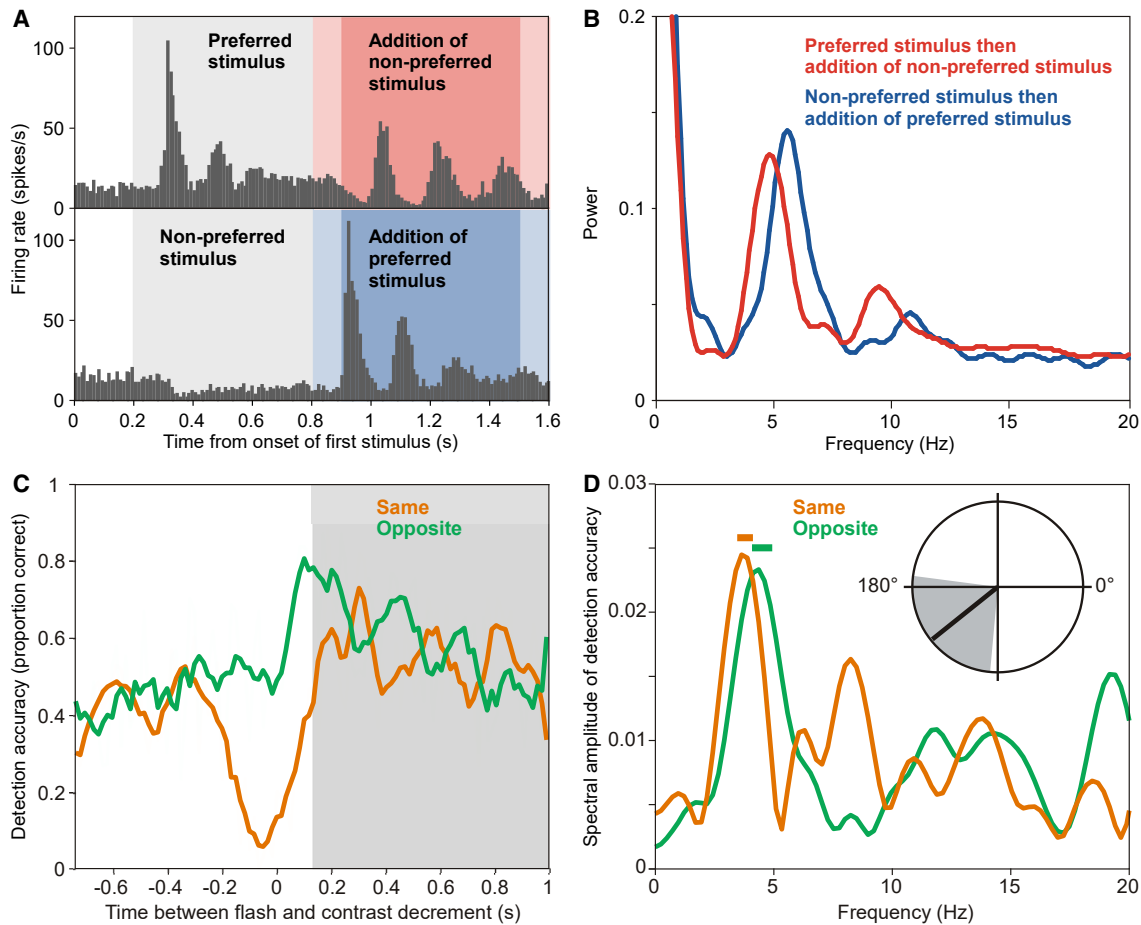 A
Firing rate (spikes/s)
100
50
0
Preferred
stimulus
Addition of
non-preferred
stimulus
100
50
0
Non-preferred
stimulus
Addition of
preferred
stimulus
0 0.2 0.4 0.6 0.8 1 1.2 1.4 1.6
Time from onset of first stimulus (s)
B
Power
0.2
0.1
0
Preferred stimulus then
addition of non-preferred stimulus
Non-preferred stimulus then
addition of preferred stimulus
0 5 10 15 20
Frequency (Hz)
C
Detection accuracy (proportion correct)
1
0.8
0.6
0.4
0.2
0
Same
Opposite
-0.6 -0.4 -0.2 0 0.2 0.4 0.6 0.8 1
Time between flash and contrast decrement (s)
D
Spectral amplitude of detection accuracy
0.03
0.02
0.01
0
Same
Opposite
180° 0°
0 5 10 15 20
Frequency (Hz)